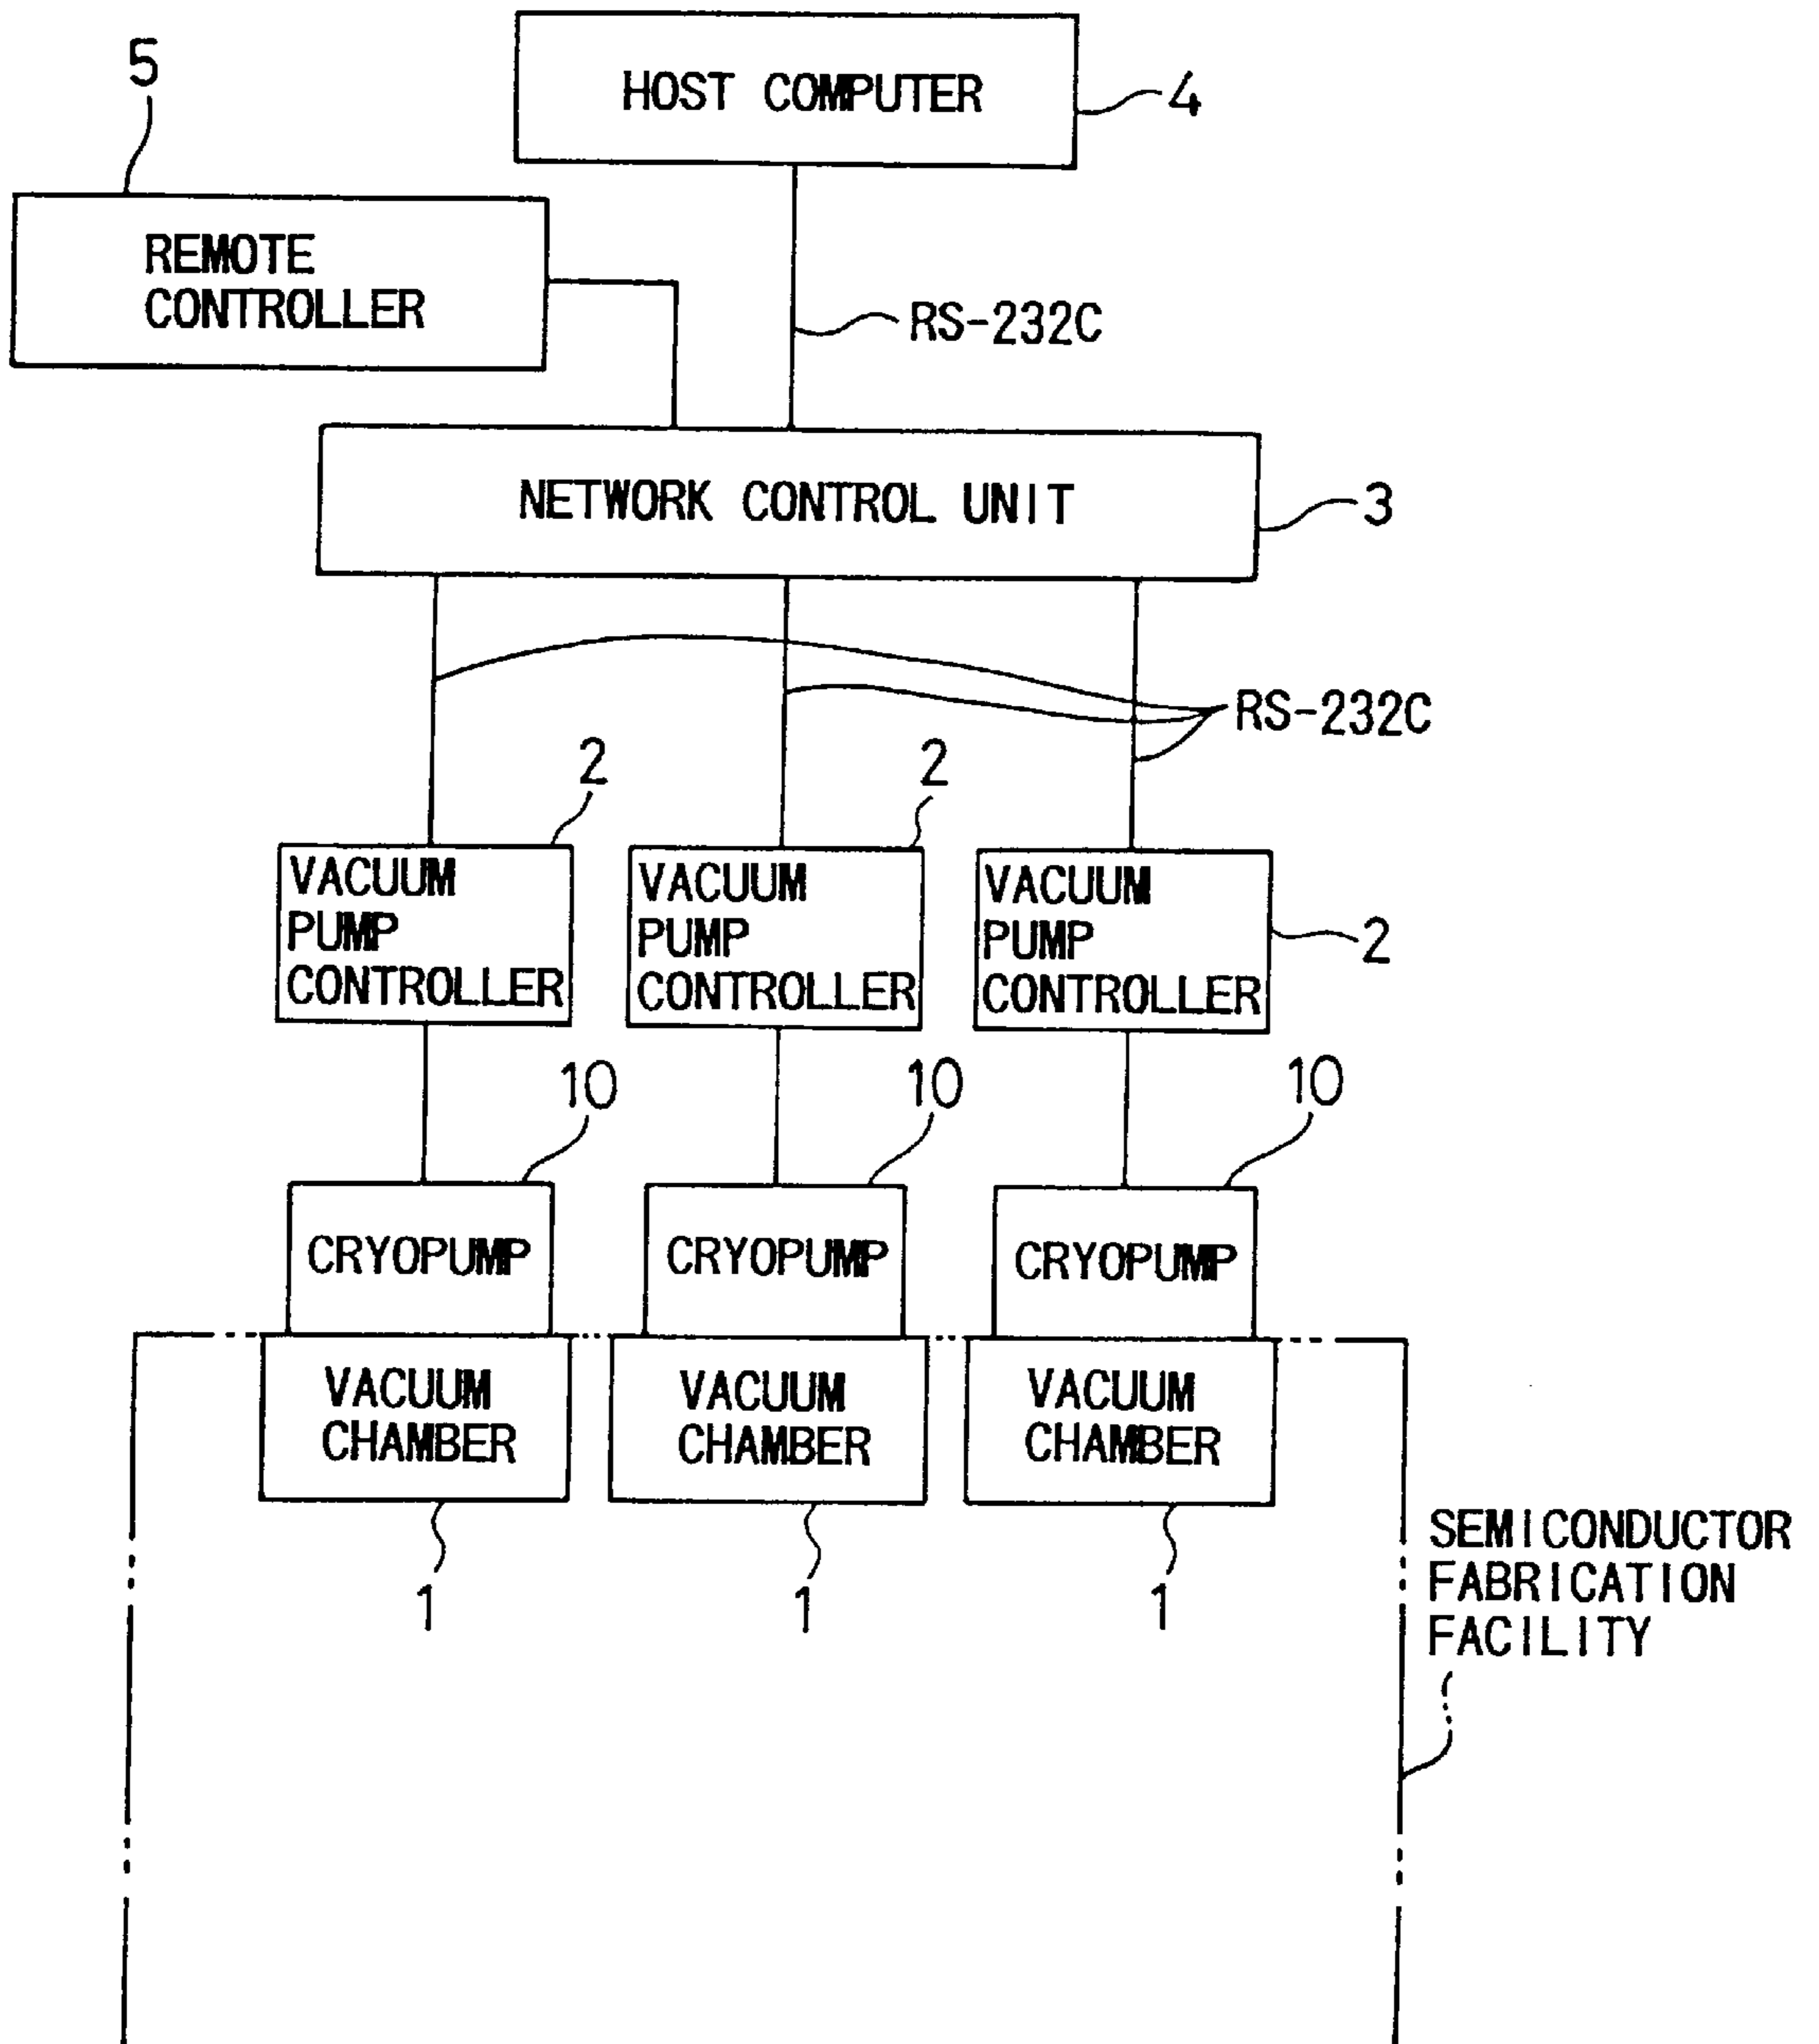 HOST COMPUTER
4
5
REMOTE
CONTROLLER
RS-232C
NETWORK CONTROL UNIT
3
RS-232C
2
2
VACUUM
PUMP
CONTROLLER
VACUUM
PUMP
CONTROLLER
VACUUM
PUMP
CONTROLLER
2
10
10
10
CRYOPUMP
CRYOPUMP
CRYOPUMP
VACUUM
CHAMBER
VACUUM
CHAMBER
VACUUM
CHAMBER
1
1
1
SEMICONDUCTOR
FABRICATION
FACILITY